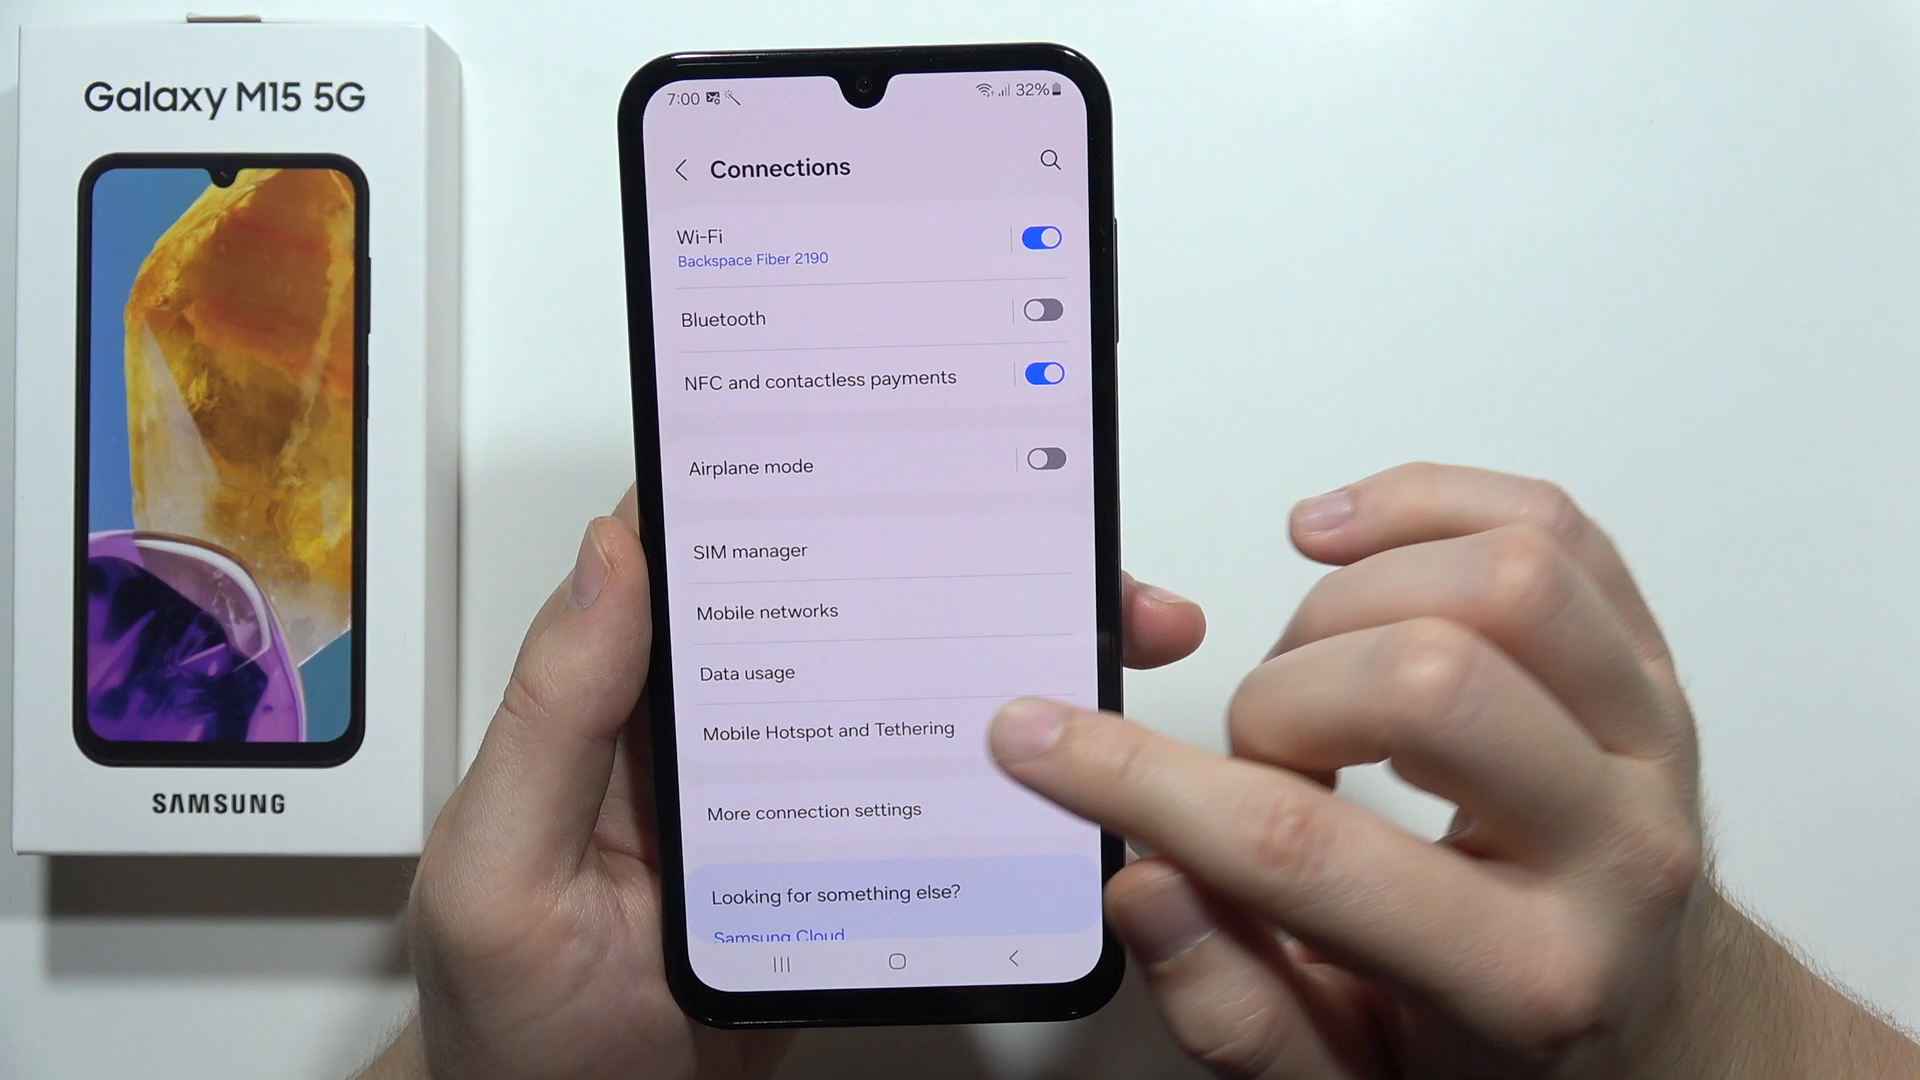 Galaxy M15 5G
SAMSUNG
7:00
32%
Connections
Wi-Fi
Backspace Fiber 2190
Bluetooth
NFC and contactless payments
Airplane mode
SIM manager
Mobile networks
Data usage
Mobile Hotspot and Tethering
More connection settings
Looking for something else?
Samsung Cloud